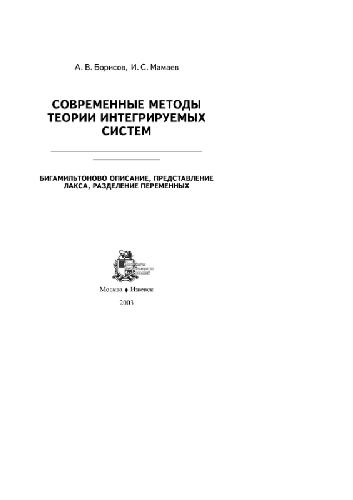 А. В. Борисов, И. С. Мамаев
СОВРЕМЕННЫЕ МЕТОДЫ
ТЕОРИИ ИНТЕГРИРУЕМЫХ
СИСТЕМ
БИГАМИЛЬТОНОВО ОПИСАНИЕ, ПРЕДСТАВЛЕНИЕ
ЛАКСА, РАЗДЕЛЕНИЕ ПЕРЕМЕННЫХ
Москва ♦ Ижевск
2003